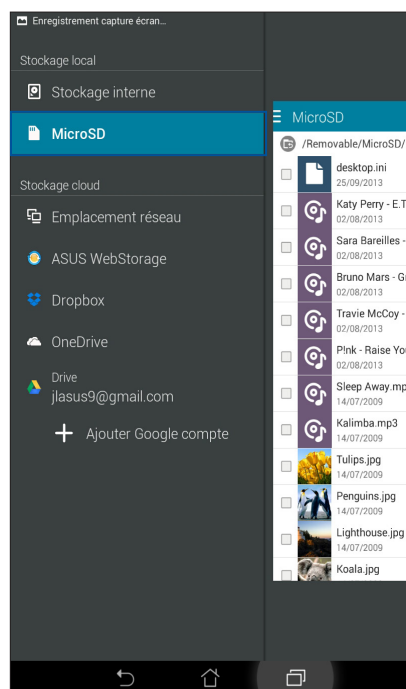 Enregistrement capture écran...
Stockage local
Stockage interne
MicroSD
Stockage cloud
Emplacement réseau
ASUS WebStorage
Dropbox
OneDrive
Drive
jlasus9@gmail.com
Ajouter Google compte
MicroSD
/Removable/MicroSD/
desktop.ini
25/09/2013
Katy Perry - E.T
02/08/2013
Sara Bareilles -
02/08/2013
Bruno Mars - G
02/08/2013
Travie McCoy -
02/08/2013
P!nk - Raise You
02/08/2013
Sleep Away.mp
14/07/2009
Kalimba.mp3
14/07/2009
Tulips.jpg
14/07/2009
Penguins.jpg
14/07/2009
Lighthouse.jpg
14/07/2009
Koala.jpg